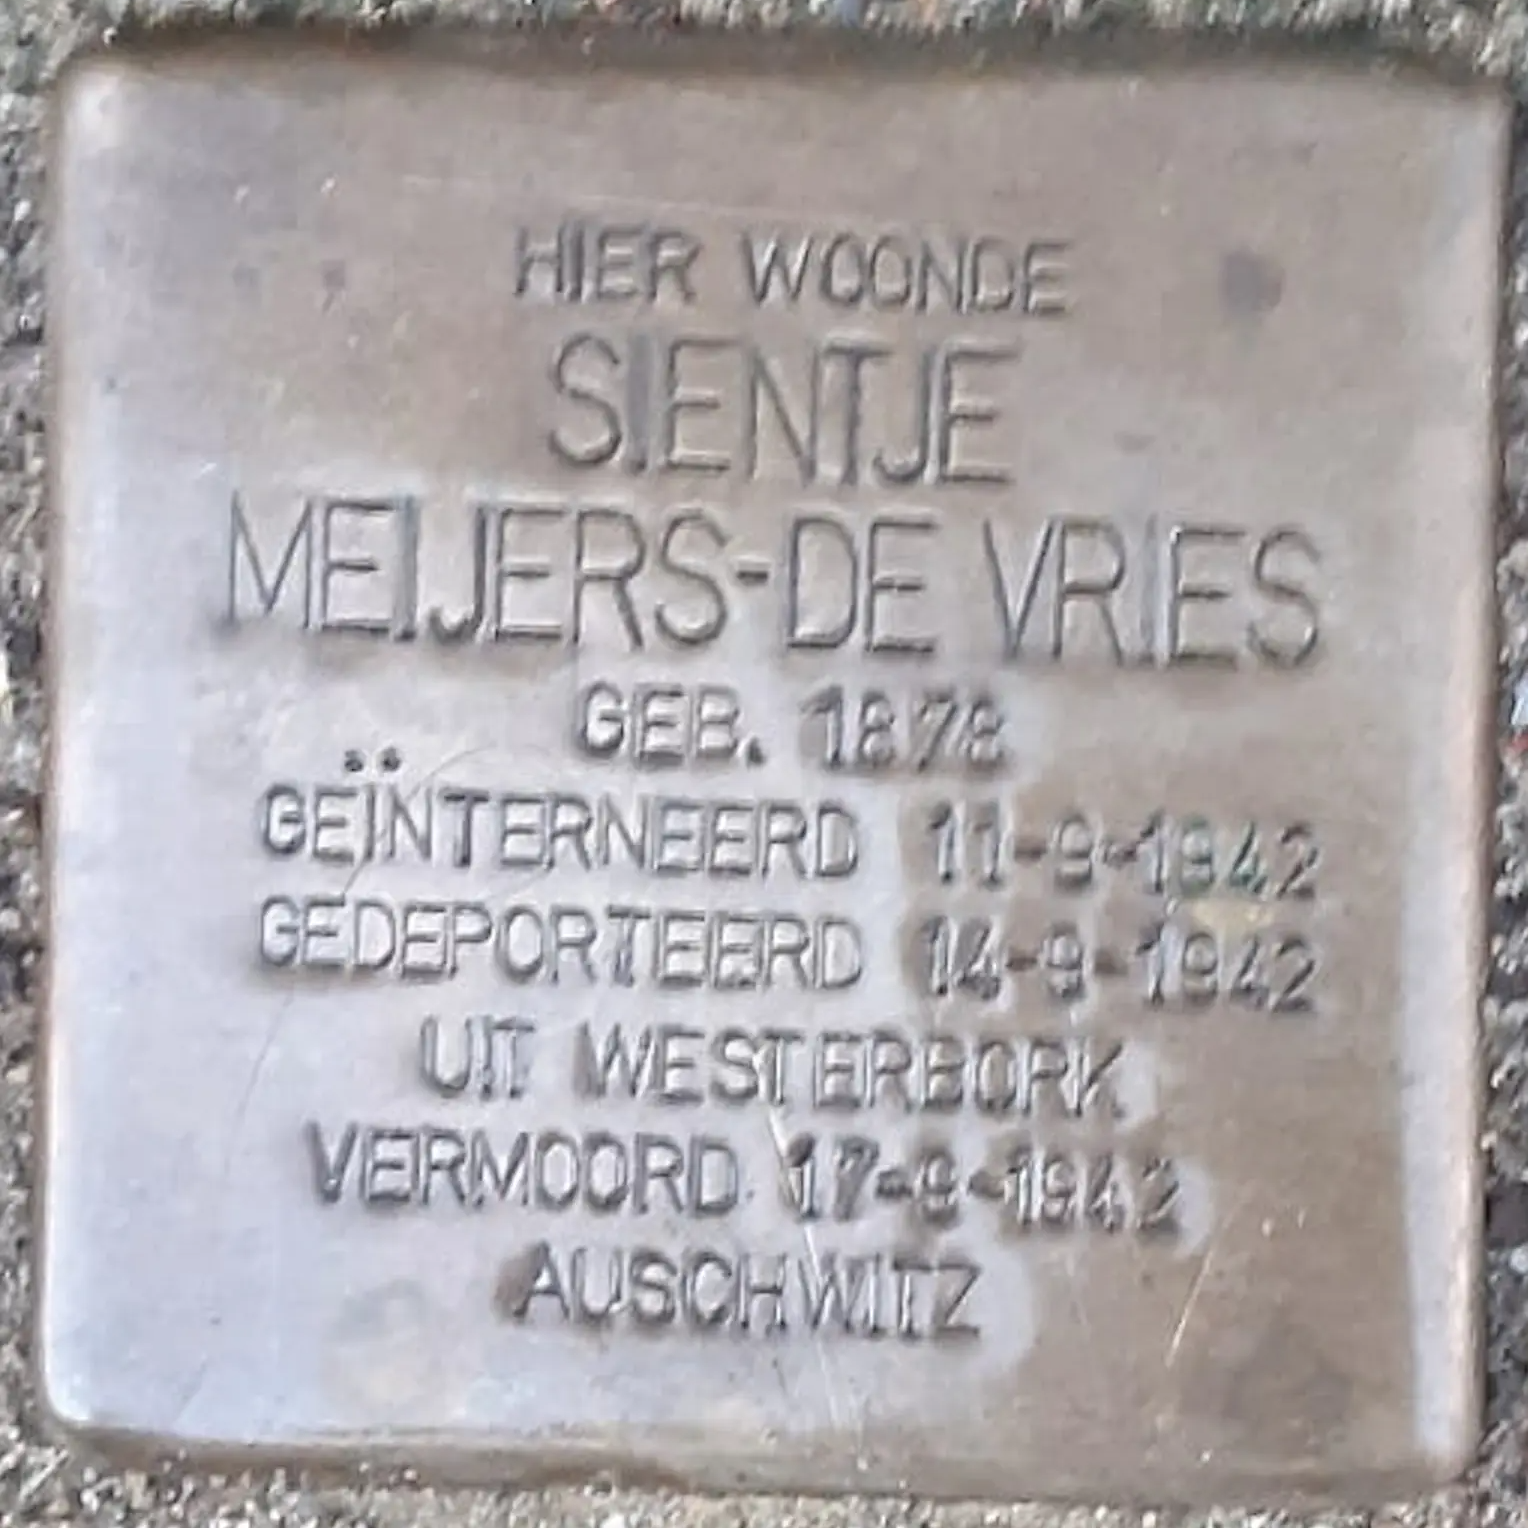 HIER WOONDE
SIENTJE
MEIJERS-DE VRIES
GEB. 1878
GEÏNTERNEERD 11-9-1942
GEDEPORTEERD 14-9-1942
UIT WESTERBORK
VERMOORD 17-9-1942
AUSCHWITZ